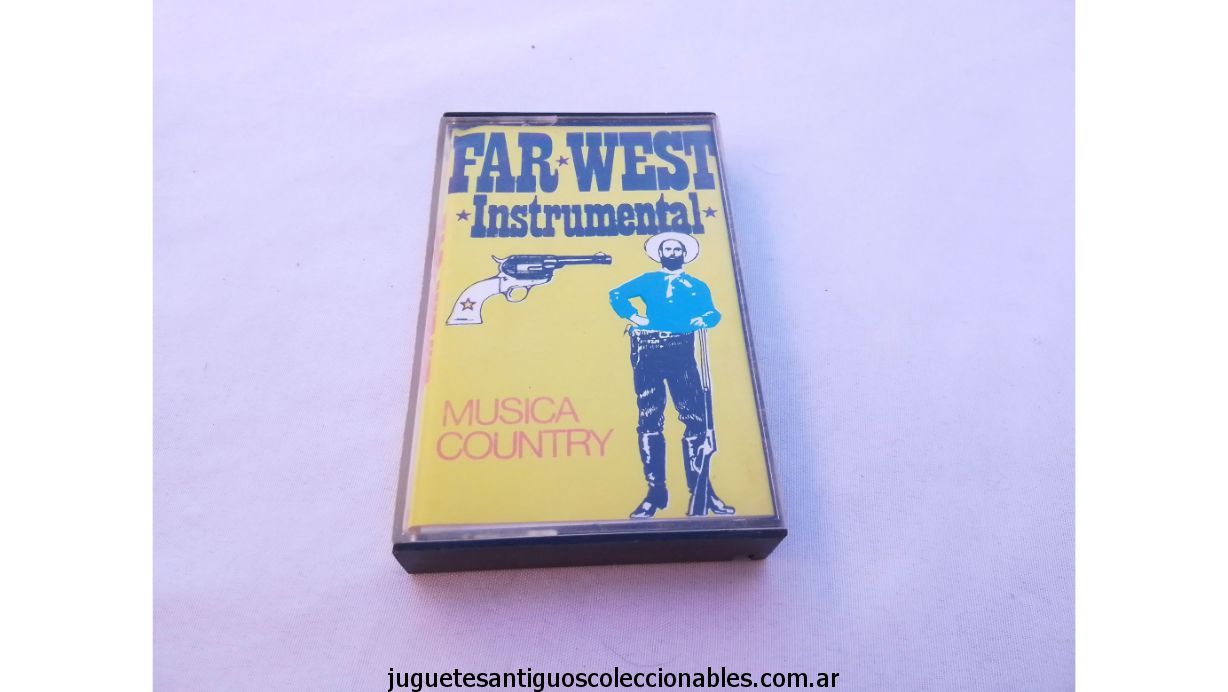 FAR★WEST
★Instrumental★
MUSICA
COUNTRY
juguetesantiguoscoleccionables.com.ar